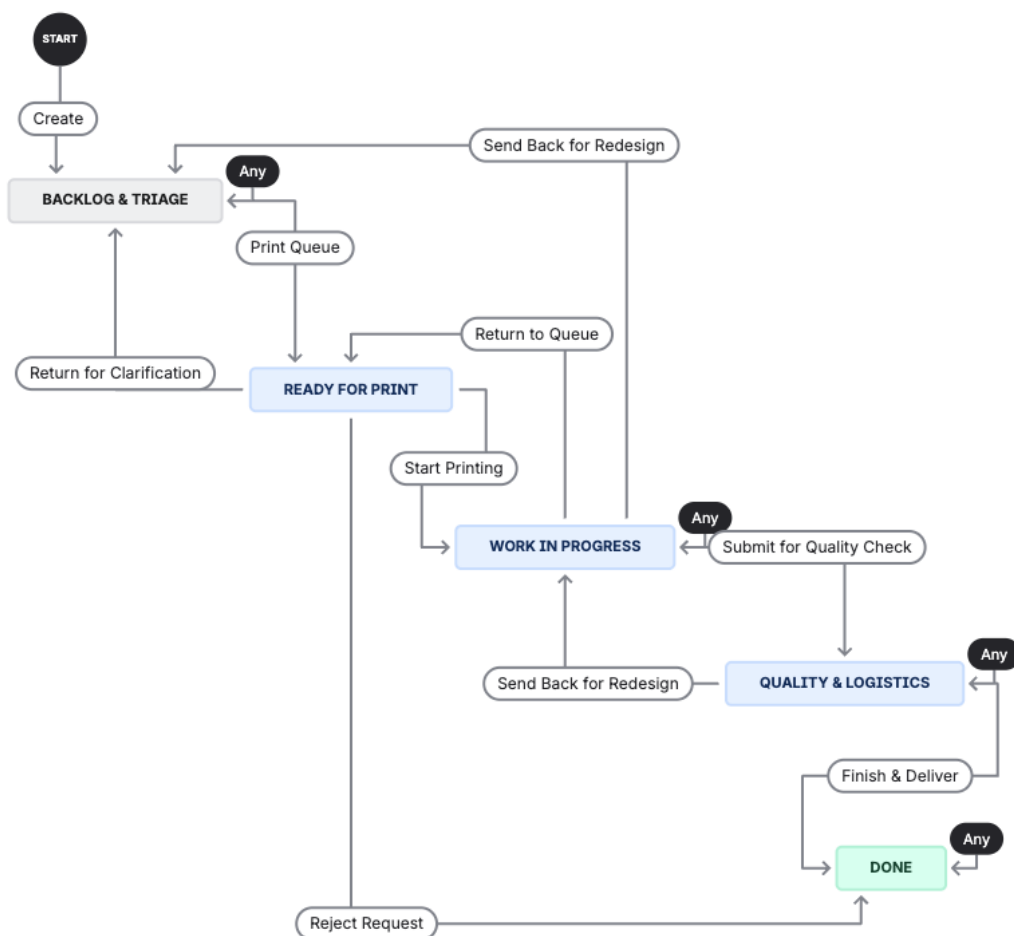 START
Create
Send Back for Redesign
Any
BACKLOG & TRIAGE
Print Queue
Return to Queue
Return for Clarification
READY FOR PRINT
Start Printing
Any
WORK IN PROGRESS
Submit for Quality Check
Any
Send Back for Redesign
QUALITY & LOGISTICS
Finish & Deliver
Any
DONE
Reject Request